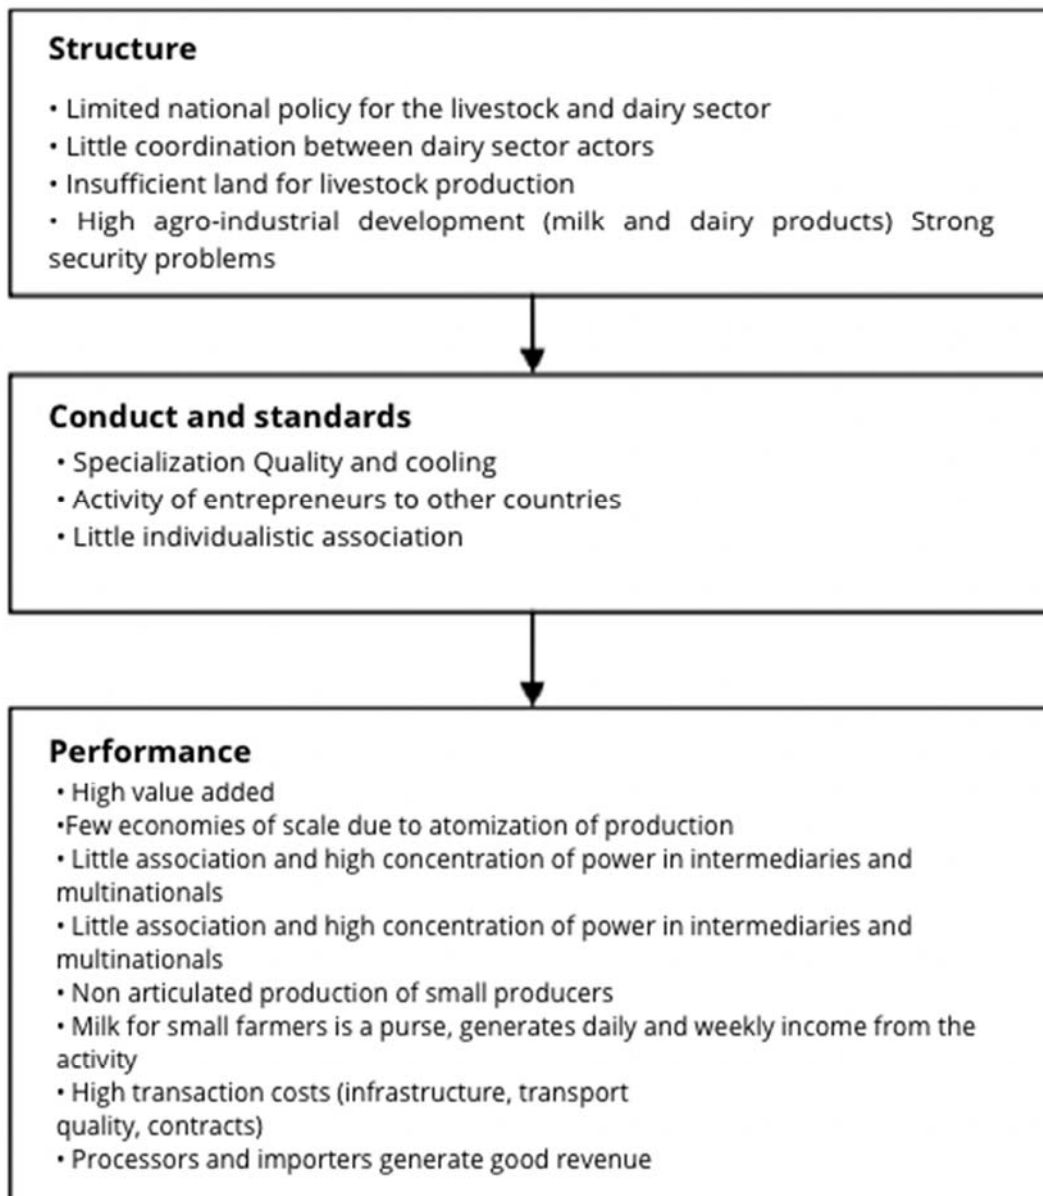 Structure
• Limited national policy for the livestock and dairy sector
• Little coordination between dairy sector actors
• Insufficient land for livestock production
• High agro-industrial development (milk and dairy products) Strong
security problems
Conduct and standards
• Specialization Quality and cooling
• Activity of entrepreneurs to other countries
• Little individualistic association
Performance
• High value added
•Few economies of scale due to atomization of production
• Little association and high concentration of power in intermediaries and
multinationals
• Little association and high concentration of power in intermediaries and
multinationals
• Non articulated production of small producers
• Milk for small farmers is a purse, generates daily and weekly income from the
activity
• High transaction costs (infrastructure, transport
quality, contracts)
• Processors and importers generate good revenue